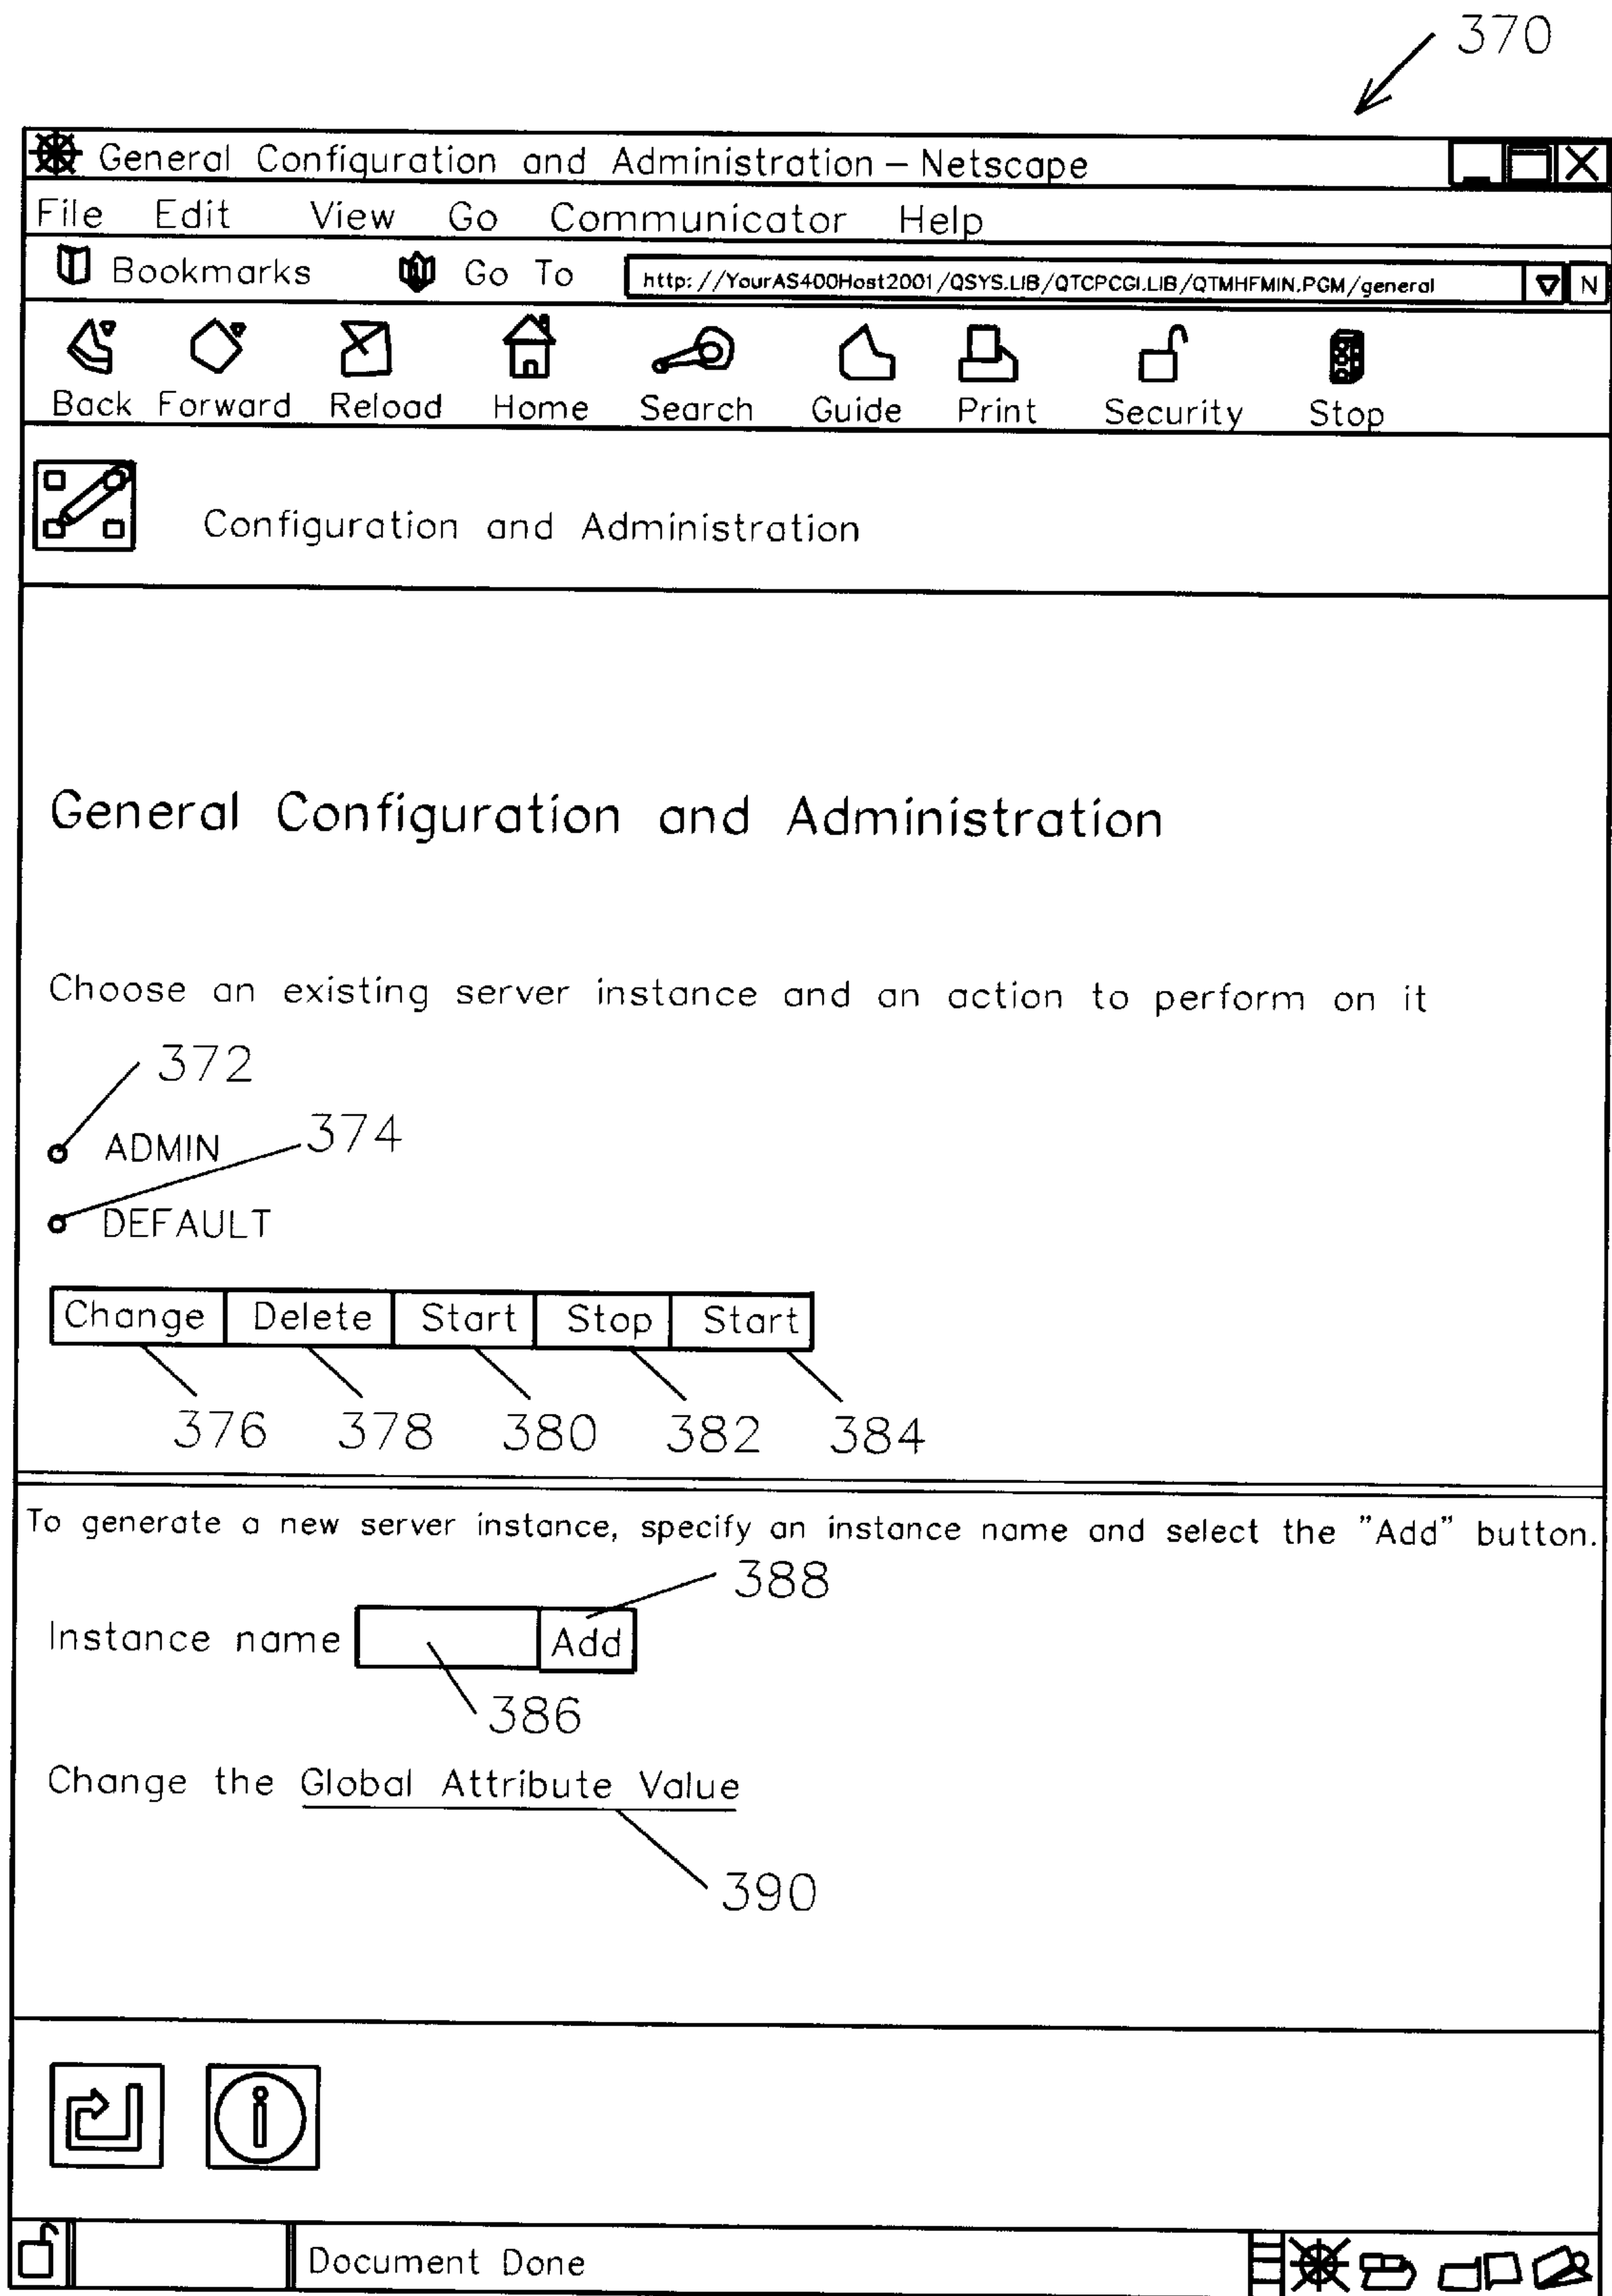 370
General Configuration and Administration – Netscape
File Edit View Go Communicator Help
Bookmarks Go To http://YourAS400Host2001/QSYS.LIB/QTCPCGI.LIB/QTMHFMIN.PGM/general N
Back Forward Reload Home Search Guide Print Security Stop
Configuration and Administration
General Configuration and Administration
Choose an existing server instance and an action to perform on it
372
ADMIN 374
DEFAULT
Change Delete Start Stop Start
376 378 380 382 384
To generate a new server instance, specify an instance name and select the "Add" button.
388
Instance name Add
386
Change the Global Attribute Value
390
Document Done